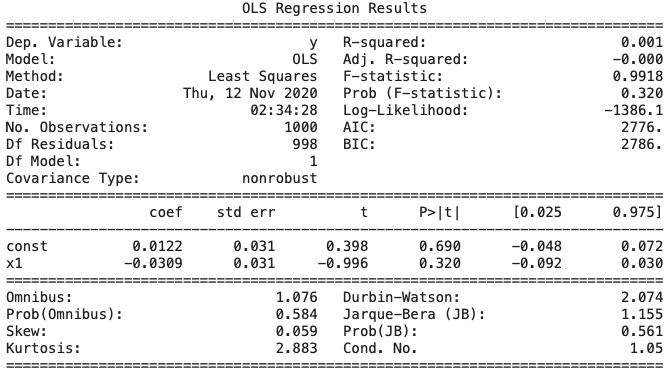 OLS Regression Results
==============================================================================
Dep. Variable:                      y   R-squared:                       0.001
Model:                            OLS   Adj. R-squared:                 -0.000
Method:                 Least Squares   F-statistic:                    0.9918
Date:                Thu, 12 Nov 2020   Prob (F-statistic):              0.320
Time:                        02:34:28   Log-Likelihood:                -1386.1
No. Observations:                1000   AIC:                             2776.
Df Residuals:                     998   BIC:                             2786.
Df Model:                           1
Covariance Type:            nonrobust
==============================================================================
                 coef    std err          t      P>|t|      [0.025      0.975]
------------------------------------------------------------------------------
const          0.0122      0.031      0.398      0.690      -0.048       0.072
x1            -0.0309      0.031     -0.996      0.320      -0.092       0.030
==============================================================================
Omnibus:                        1.076   Durbin-Watson:                   2.074
Prob(Omnibus):                  0.584   Jarque-Bera (JB):                1.155
Skew:                           0.059   Prob(JB):                        0.561
Kurtosis:                       2.883   Cond. No.                         1.05
==============================================================================